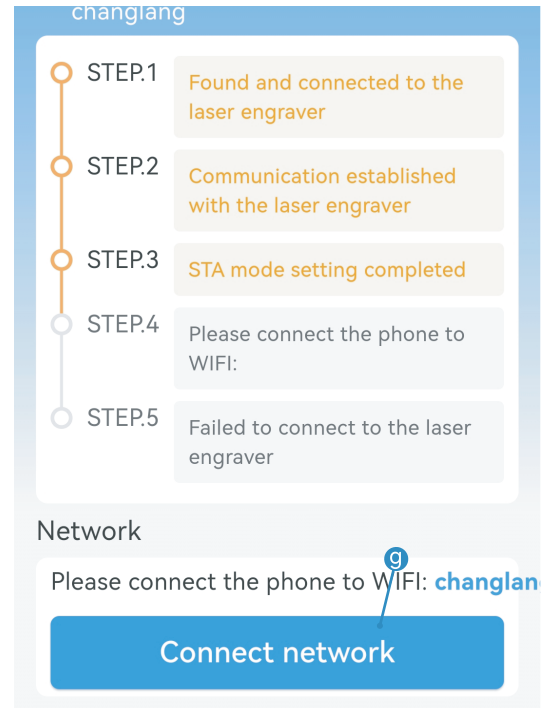 changlang
STEP.1
Found and connected to the
laser engraver
STEP.2
Communication established
with the laser engraver
STEP.3
STA mode setting completed
STEP.4
Please connect the phone to
WIFI:
STEP.5
Failed to connect to the laser
engraver
Network
g
Please connect the phone to WIFI: changlang
Connect network